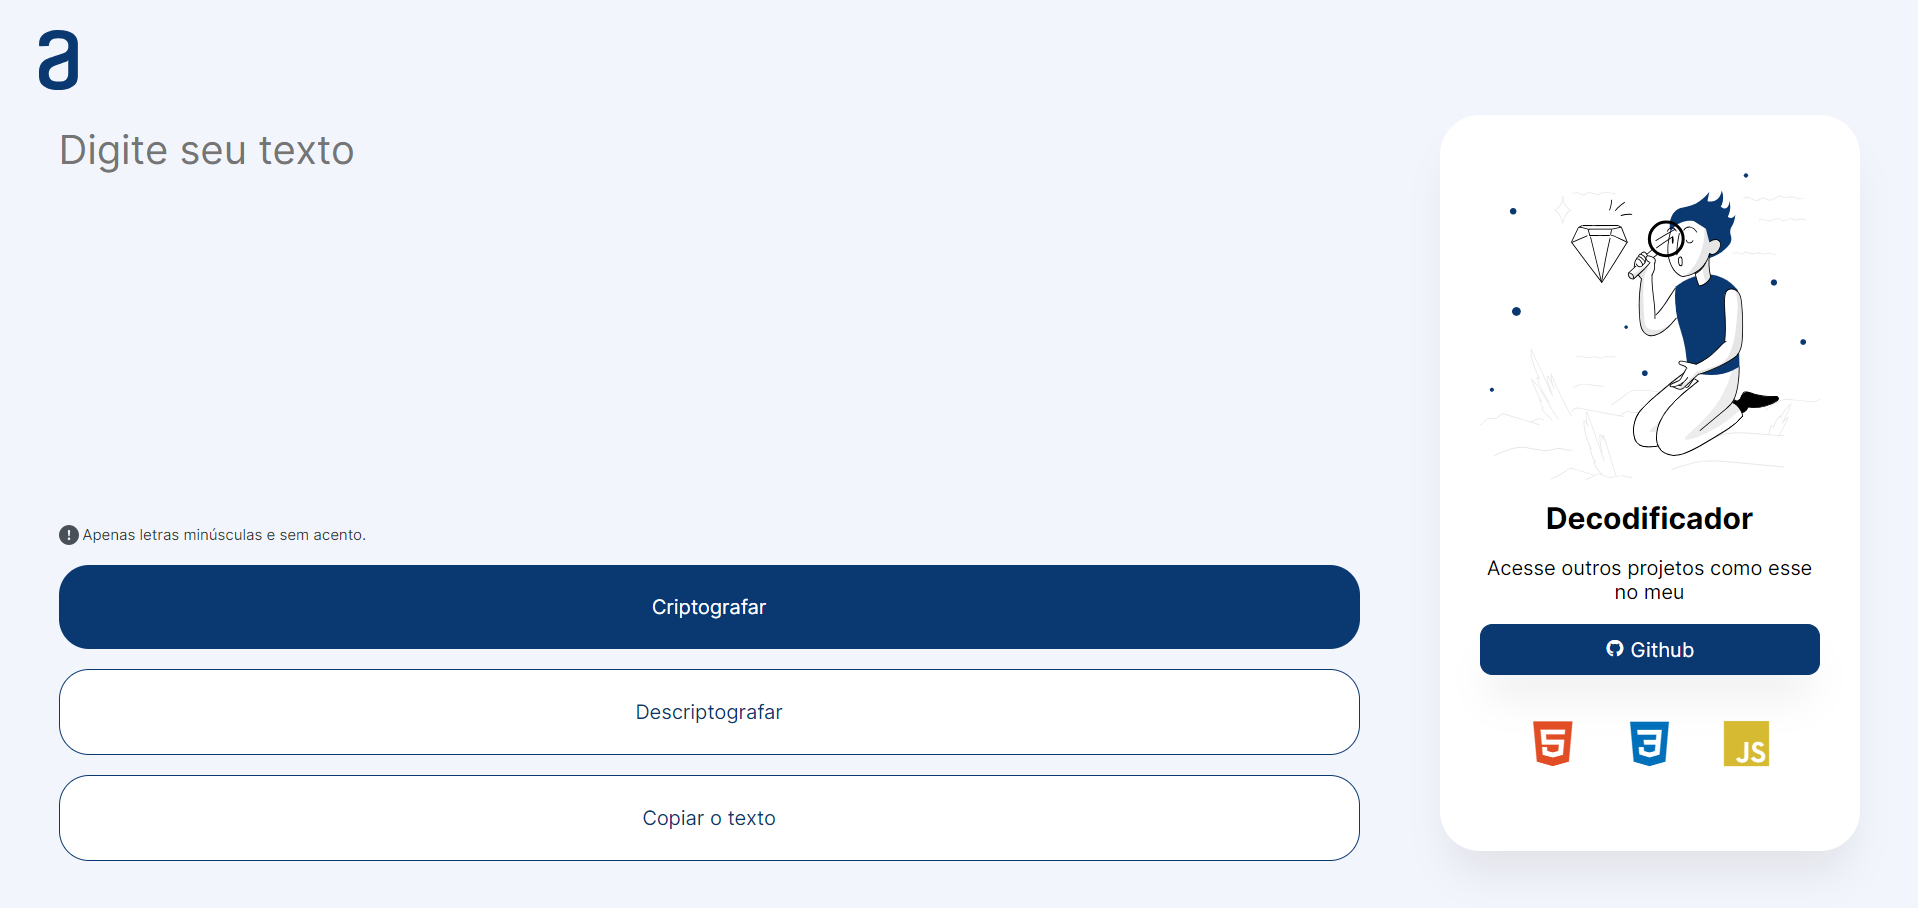 a
Digite seu texto
Apenas letras minúsculas e sem acento.
Criptografar
Descriptografar
Copiar o texto
Decodificador
Acesse outros projetos como esse
no meu
Github
5 3 JS